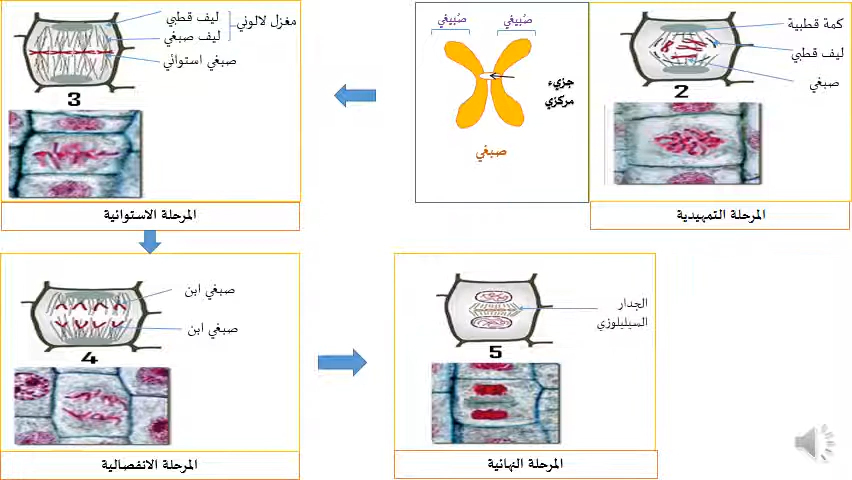 كمة قطبية
ليف قطبي
صبغي
2
المرحلة التمهيدية
صُبيغي
صُبيغي
جزيء
مركزي
صبغي
ليف قطبي
ليف صبغي
مغزل لالوني
صبغي استوائي
3
المرحلة الاستوائية
صبغي ابن
صبغي ابن
4
المرحلة الانفصالية
الجدار
السيليلوزي
5
المرحلة النهائية